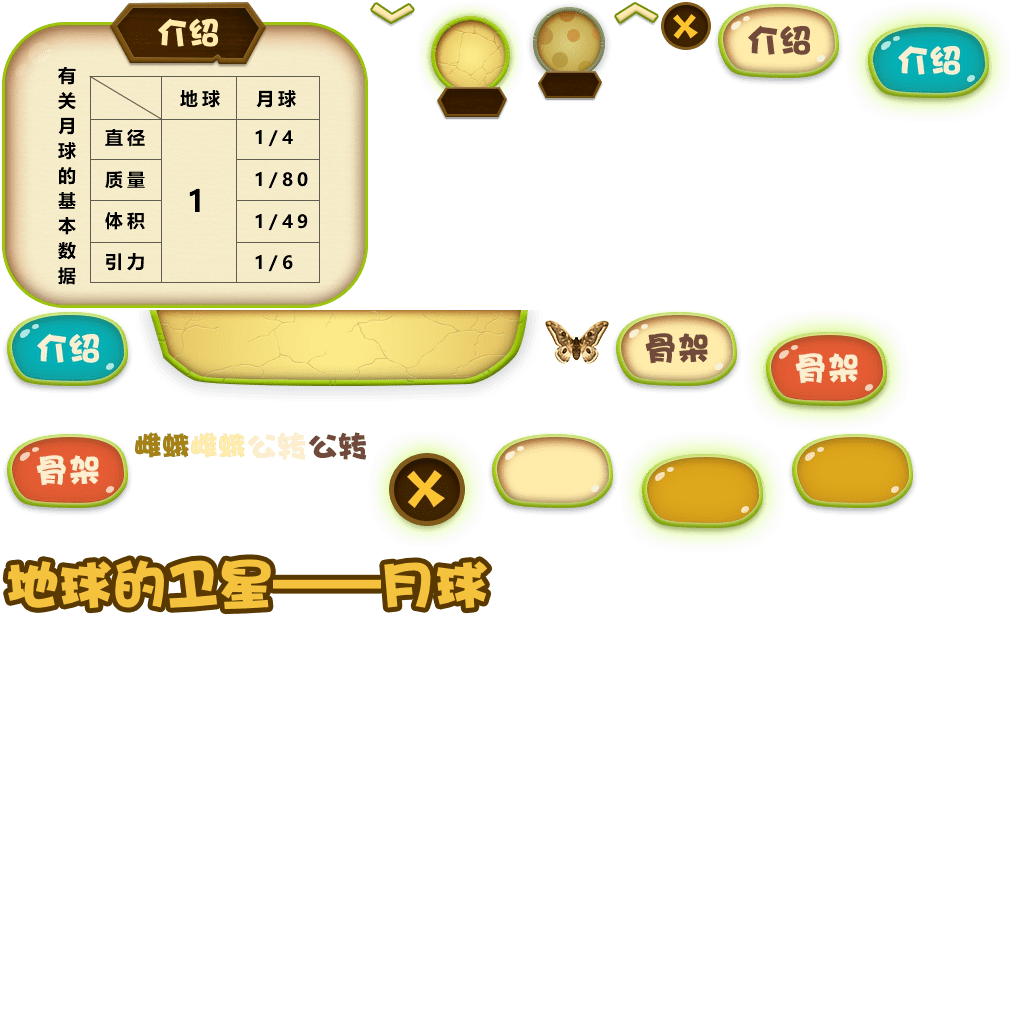 介绍
有关月球的基本数据
地球 月球
直径 1/4
质量 1/80
1
体积 1/49
引力 1/6
介绍
介绍
介绍
骨架
骨架
骨架
雌蛾 雌蛾 公转 公转
地球的卫星——月球